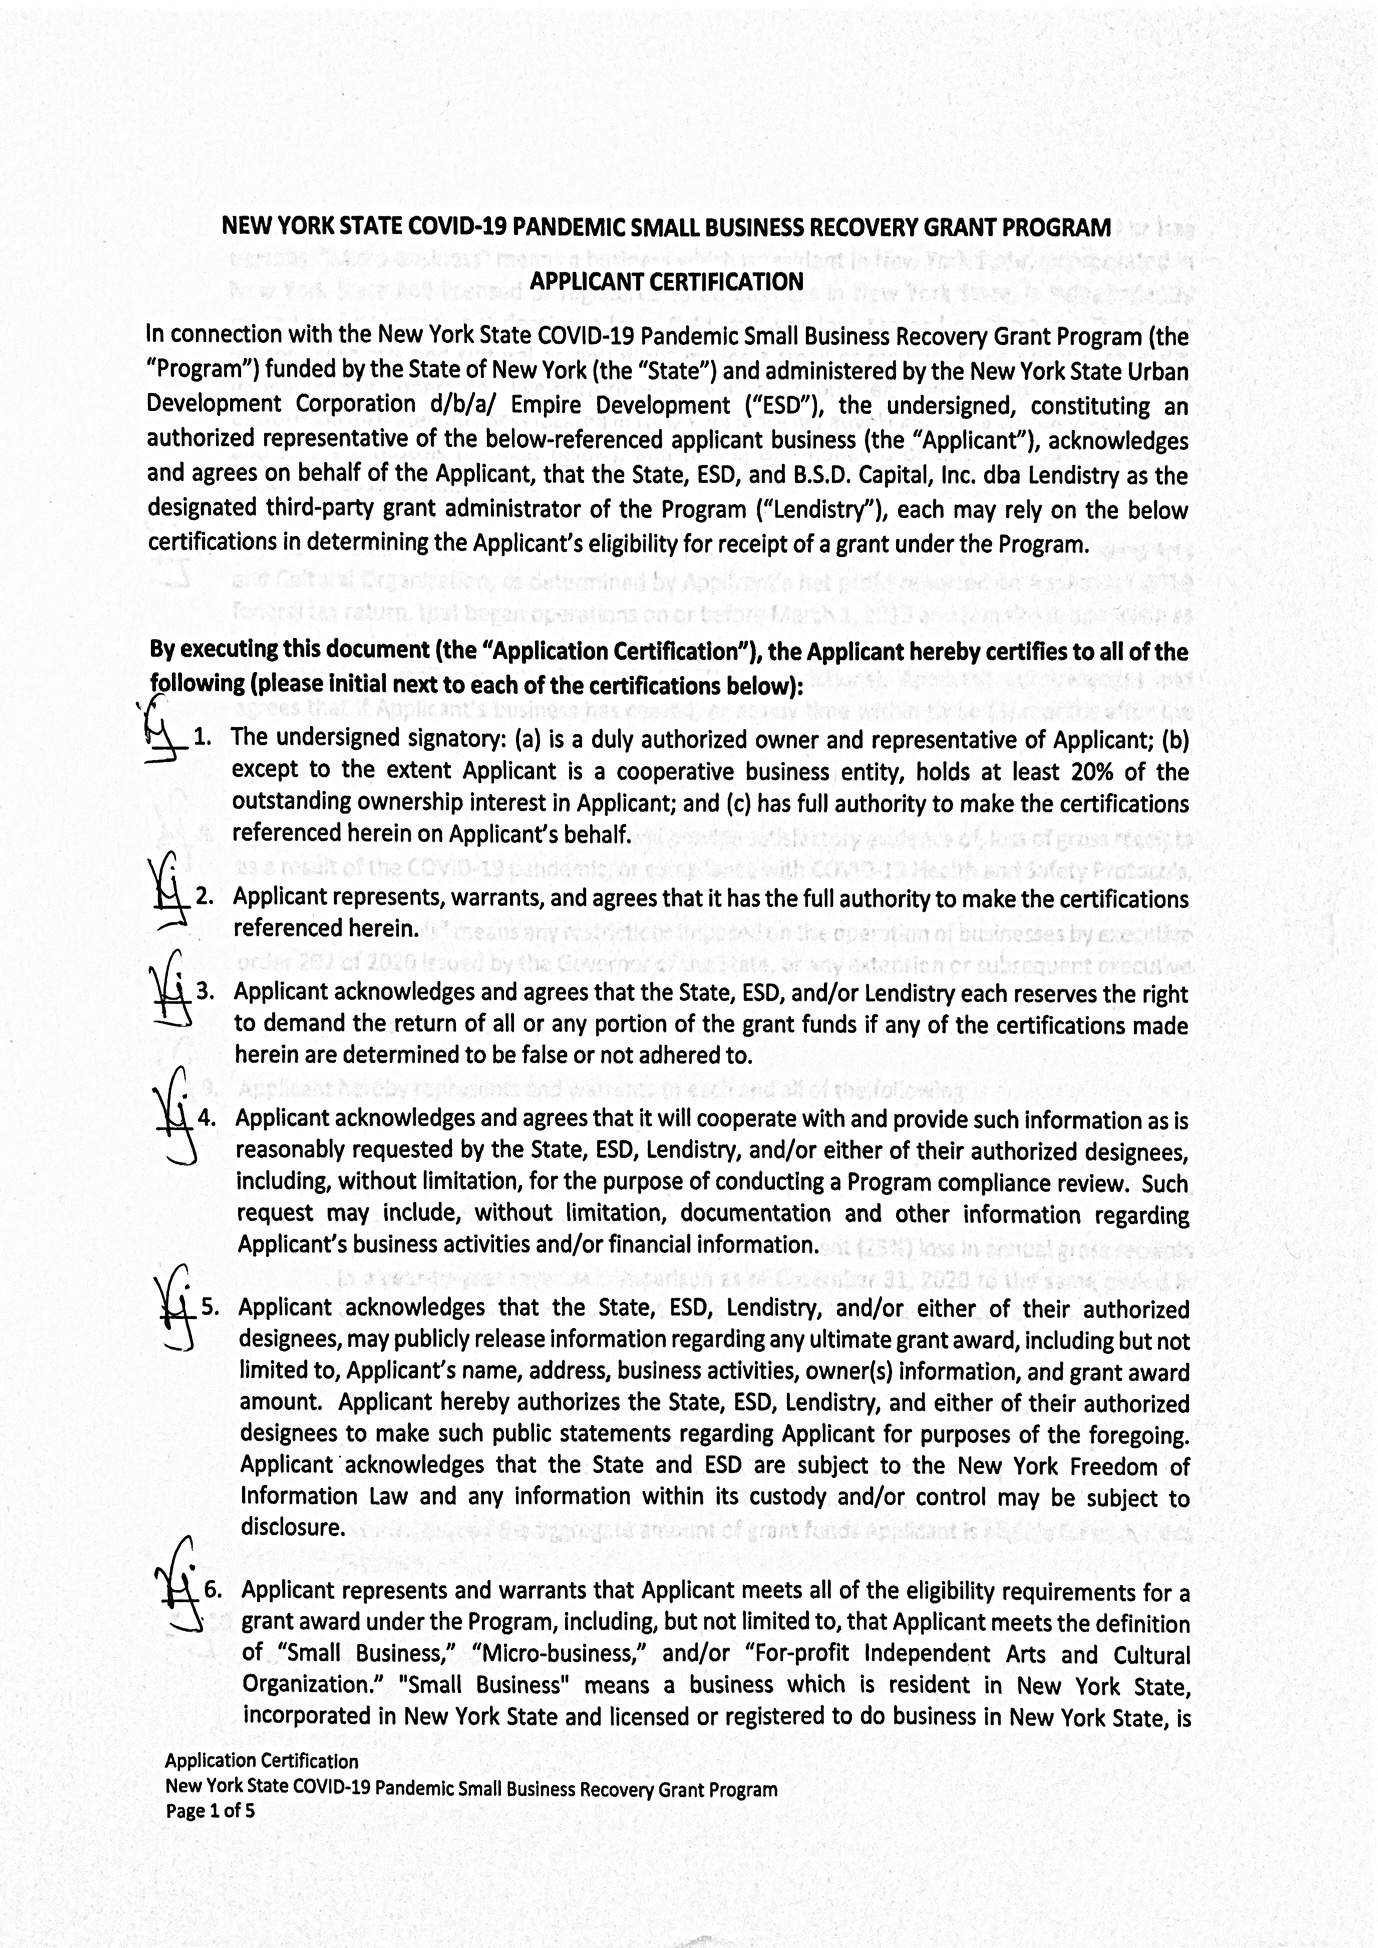 NEW YORK STATE COVID-19 PANDEMIC SMALL BUSINESS RECOVERY GRANT PROGRAM
APPLICANT CERTIFICATION
In connection with the New York State COVID-19 Pandemic Small Business Recovery Grant Program (the
“Program”) funded by the State of New York (the “State”) and administered by the New York State Urban
Development Corporation d/b/a/ Empire Development (“ESD”), the undersigned, constituting an
authorized representative of the below-referenced applicant business (the “Applicant”), acknowledges
and agrees on behalf of the Applicant, that the State, ESD, and B.S.D. Capital, Inc. dba Lendistry as the
designated third-party grant administrator of the Program (“Lendistry”), each may rely on the below
certifications in determining the Applicant’s eligibility for receipt of a grant under the Program.
By executing this document (the “Application Certification”), the Applicant hereby certifies to all of the
following (please initial next to each of the certifications below):
1. The undersigned signatory: (a) is a duly authorized owner and representative of Applicant; (b)
except to the extent Applicant is a cooperative business entity, holds at least 20% of the
outstanding ownership interest in Applicant; and (c) has full authority to make the certifications
referenced herein on Applicant’s behalf.
2. Applicant represents, warrants, and agrees that it has the full authority to make the certifications
referenced herein.
3. Applicant acknowledges and agrees that the State, ESD, and/or Lendistry each reserves the right
to demand the return of all or any portion of the grant funds if any of the certifications made
herein are determined to be false or not adhered to.
4. Applicant acknowledges and agrees that it will cooperate with and provide such information as is
reasonably requested by the State, ESD, Lendistry, and/or either of their authorized designees,
including, without limitation, for the purpose of conducting a Program compliance review. Such
request may include, without limitation, documentation and other information regarding
Applicant’s business activities and/or financial information.
5. Applicant acknowledges that the State, ESD, Lendistry, and/or either of their authorized
designees, may publicly release information regarding any ultimate grant award, including but not
limited to, Applicant’s name, address, business activities, owner(s) information, and grant award
amount. Applicant hereby authorizes the State, ESD, Lendistry, and either of their authorized
designees to make such public statements regarding Applicant for purposes of the foregoing.
Applicant acknowledges that the State and ESD are subject to the New York Freedom of
Information Law and any information within its custody and/or control may be subject to
disclosure.
6. Applicant represents and warrants that Applicant meets all of the eligibility requirements for a
grant award under the Program, including, but not limited to, that Applicant meets the definition
of “Small Business,” “Micro-business,” and/or “For-profit Independent Arts and Cultural
Organization.” "Small Business" means a business which is resident in New York State,
incorporated in New York State and licensed or registered to do business in New York State, is
Application Certification
New York State COVID-19 Pandemic Small Business Recovery Grant Program
Page 1 of 5